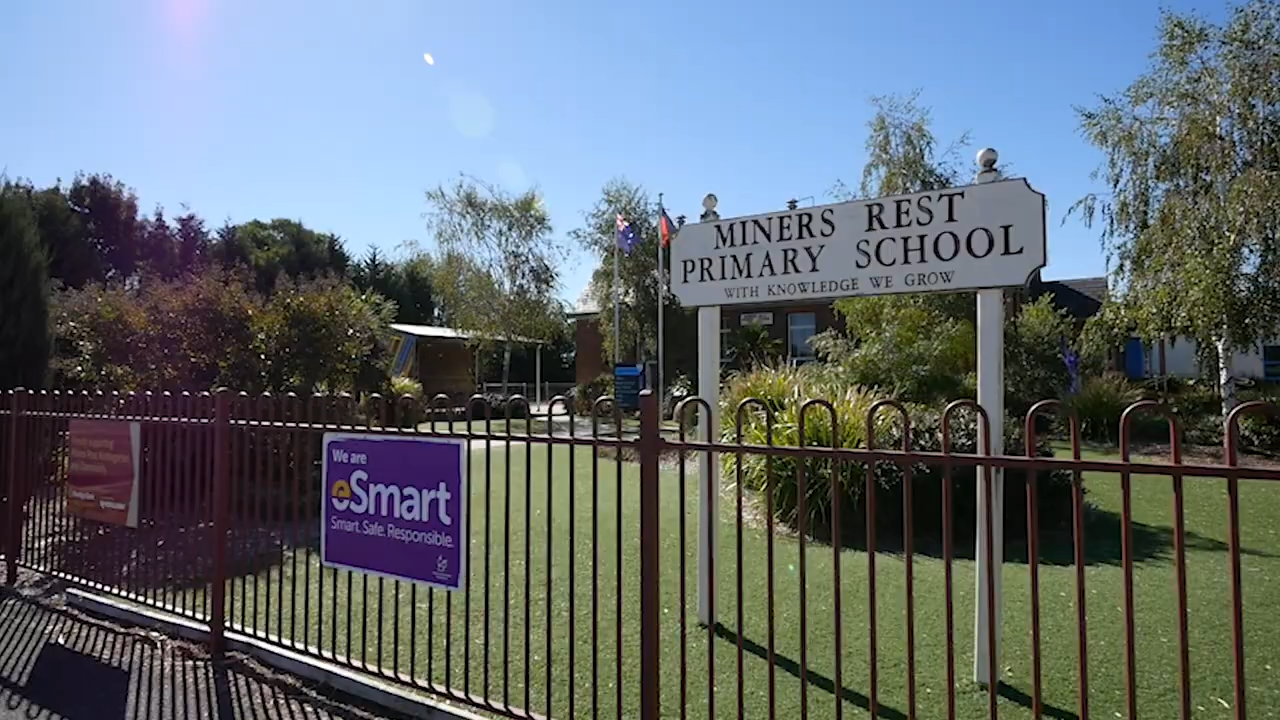 MINERS REST
PRIMARY SCHOOL
WITH KNOWLEDGE WE GROW
We are
eSmart
Smart. Safe. Responsible.